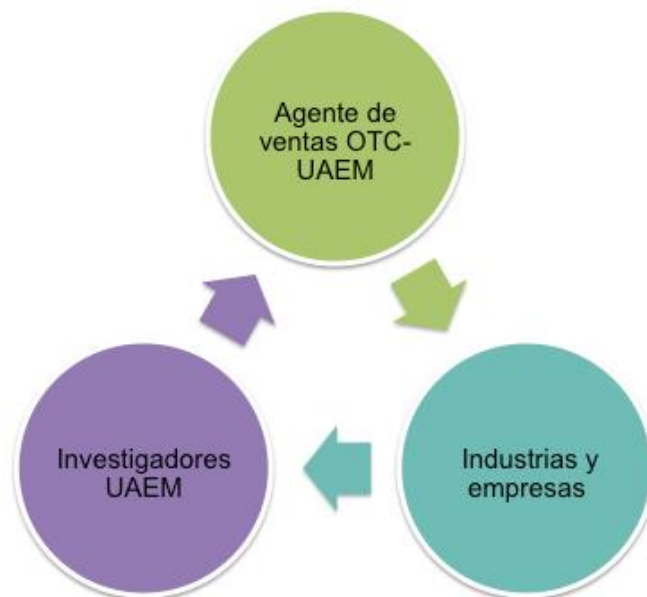 Agente de
ventas OTC-
UAEM
Investigadores
UAEM
Industrias y
empresas